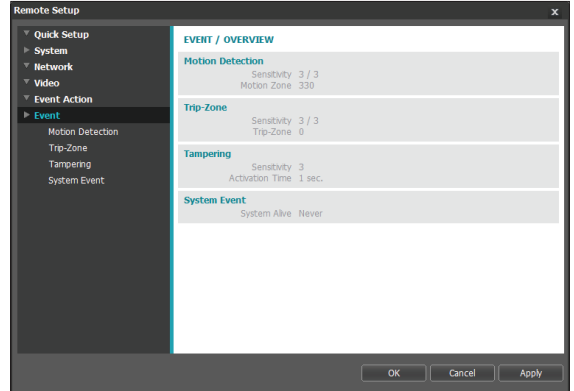 Remote Setup
x
Quick Setup
System
Network
Video
Event Action
Event
Motion Detection
Trip-Zone
Tampering
System Event
EVENT / OVERVIEW
Motion Detection
Sensitivity 3 / 3
Motion Zone 330
Trip-Zone
Sensitivity 3 / 3
Trip-Zone 0
Tampering
Sensitivity 3
Activation Time 1 sec.
System Event
System Alive Never
OK Cancel Apply